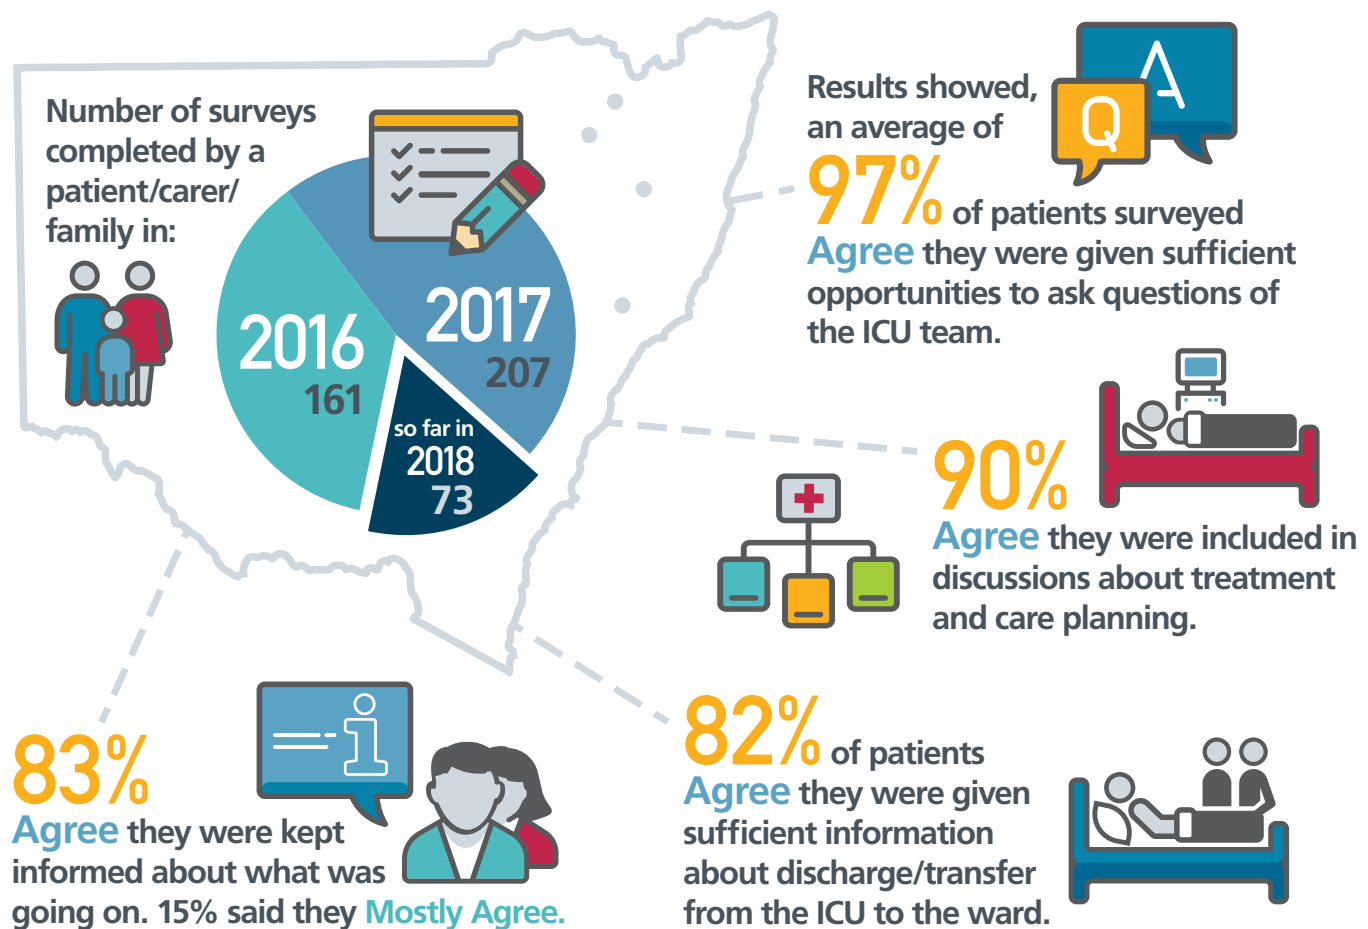 Number of surveys
completed by a
patient/carer/
family in:
2016
161
2017
207
so far in
2018
73
Q
A
Results showed,
an average of
97% of patients surveyed
Agree they were given sufficient
opportunities to ask questions of
the ICU team.
90%
Agree they were included in
discussions about treatment
and care planning.
i
83%
Agree they were kept
informed about what was
going on. 15% said they Mostly Agree.
82% of patients
Agree they were given
sufficient information
about discharge/transfer
from the ICU to the ward.